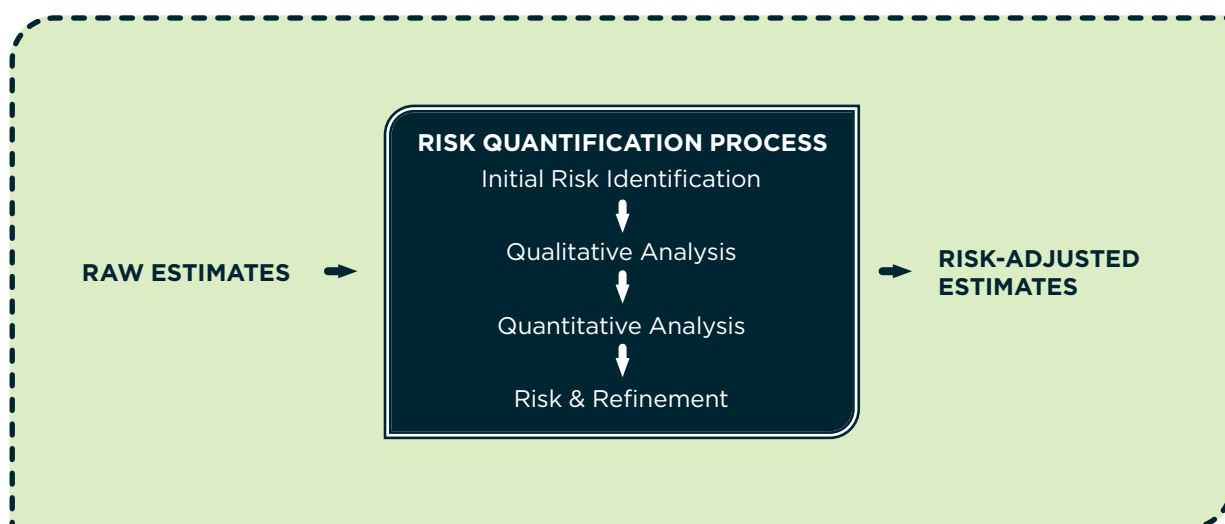 RAW ESTIMATES
RISK QUANTIFICATION PROCESS
Initial Risk Identification
Qualitative Analysis
Quantitative Analysis
Risk & Refinement
RISK-ADJUSTED
ESTIMATES